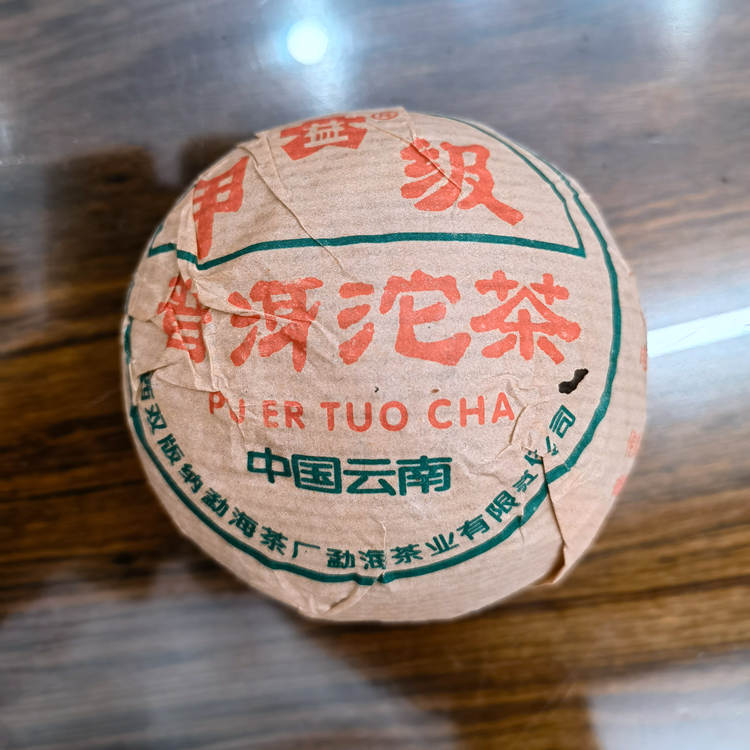 益
甲 级
普洱沱茶
PU ER TUO CHA
中国云南
西双版纳勐海茶厂勐海茶业有限责任公司